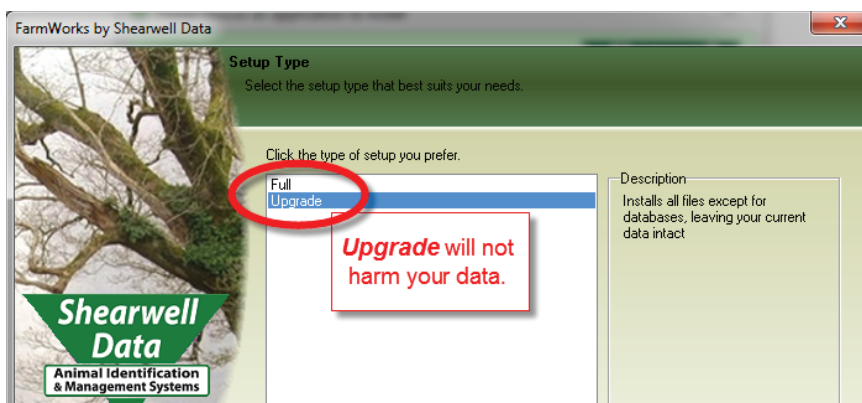 FarmWorks by Shearwell Data
Setup Type
Select the setup type that best suits your needs.
Click the type of setup you prefer.
Full
Upgrade
Description
Installs all files except for
databases, leaving your current
data intact
Upgrade will not
harm your data.
Shearwell
Data
Animal Identification
& Management Systems